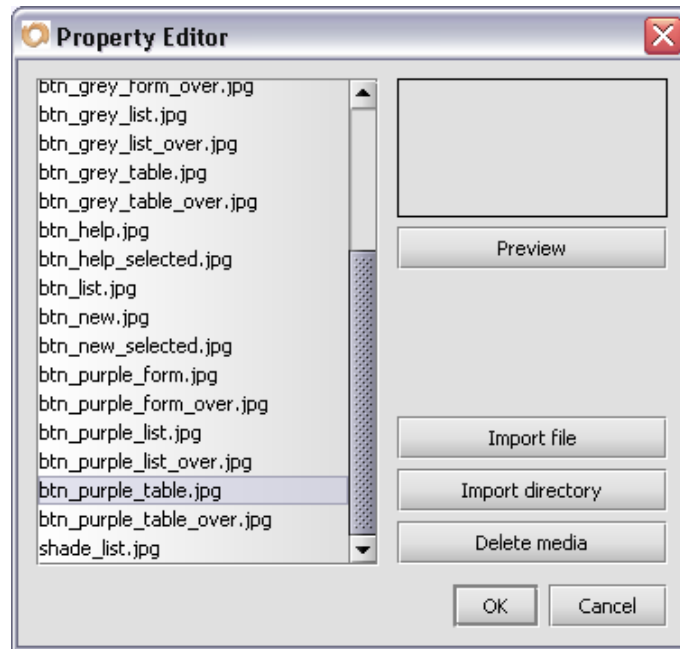 Property Editor
btn_grey_form_over.jpg
btn_grey_list.jpg
btn_grey_list_over.jpg
btn_grey_table.jpg
btn_grey_table_over.jpg
btn_help.jpg
btn_help_selected.jpg
btn_list.jpg
btn_new.jpg
btn_new_selected.jpg
btn_purple_form.jpg
btn_purple_form_over.jpg
btn_purple_list.jpg
btn_purple_list_over.jpg
btn_purple_table.jpg
btn_purple_table_over.jpg
shade_list.jpg
Preview
Import file
Import directory
Delete media
OK
Cancel